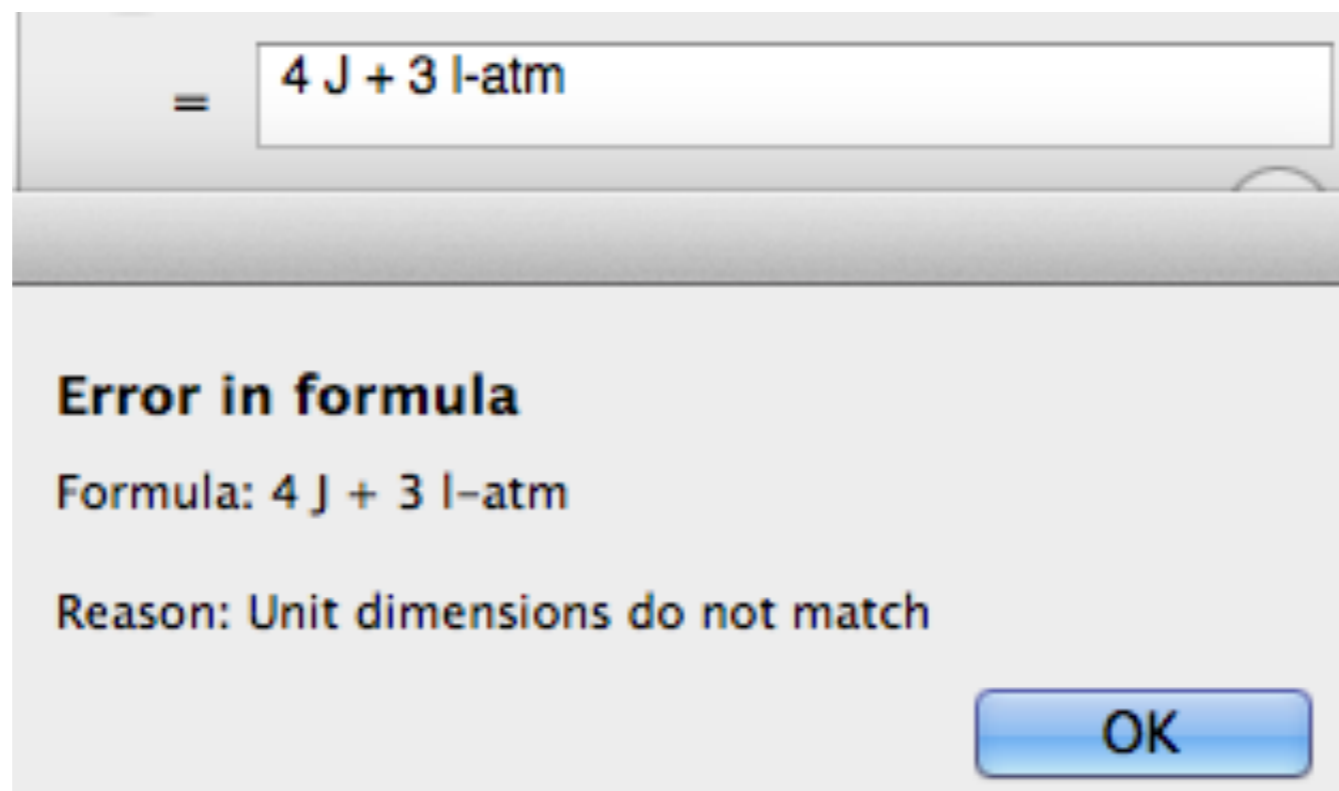 = 4 J + 3 l-atm
Error in formula
Formula: 4 J + 3 l-atm
Reason: Unit dimensions do not match
OK